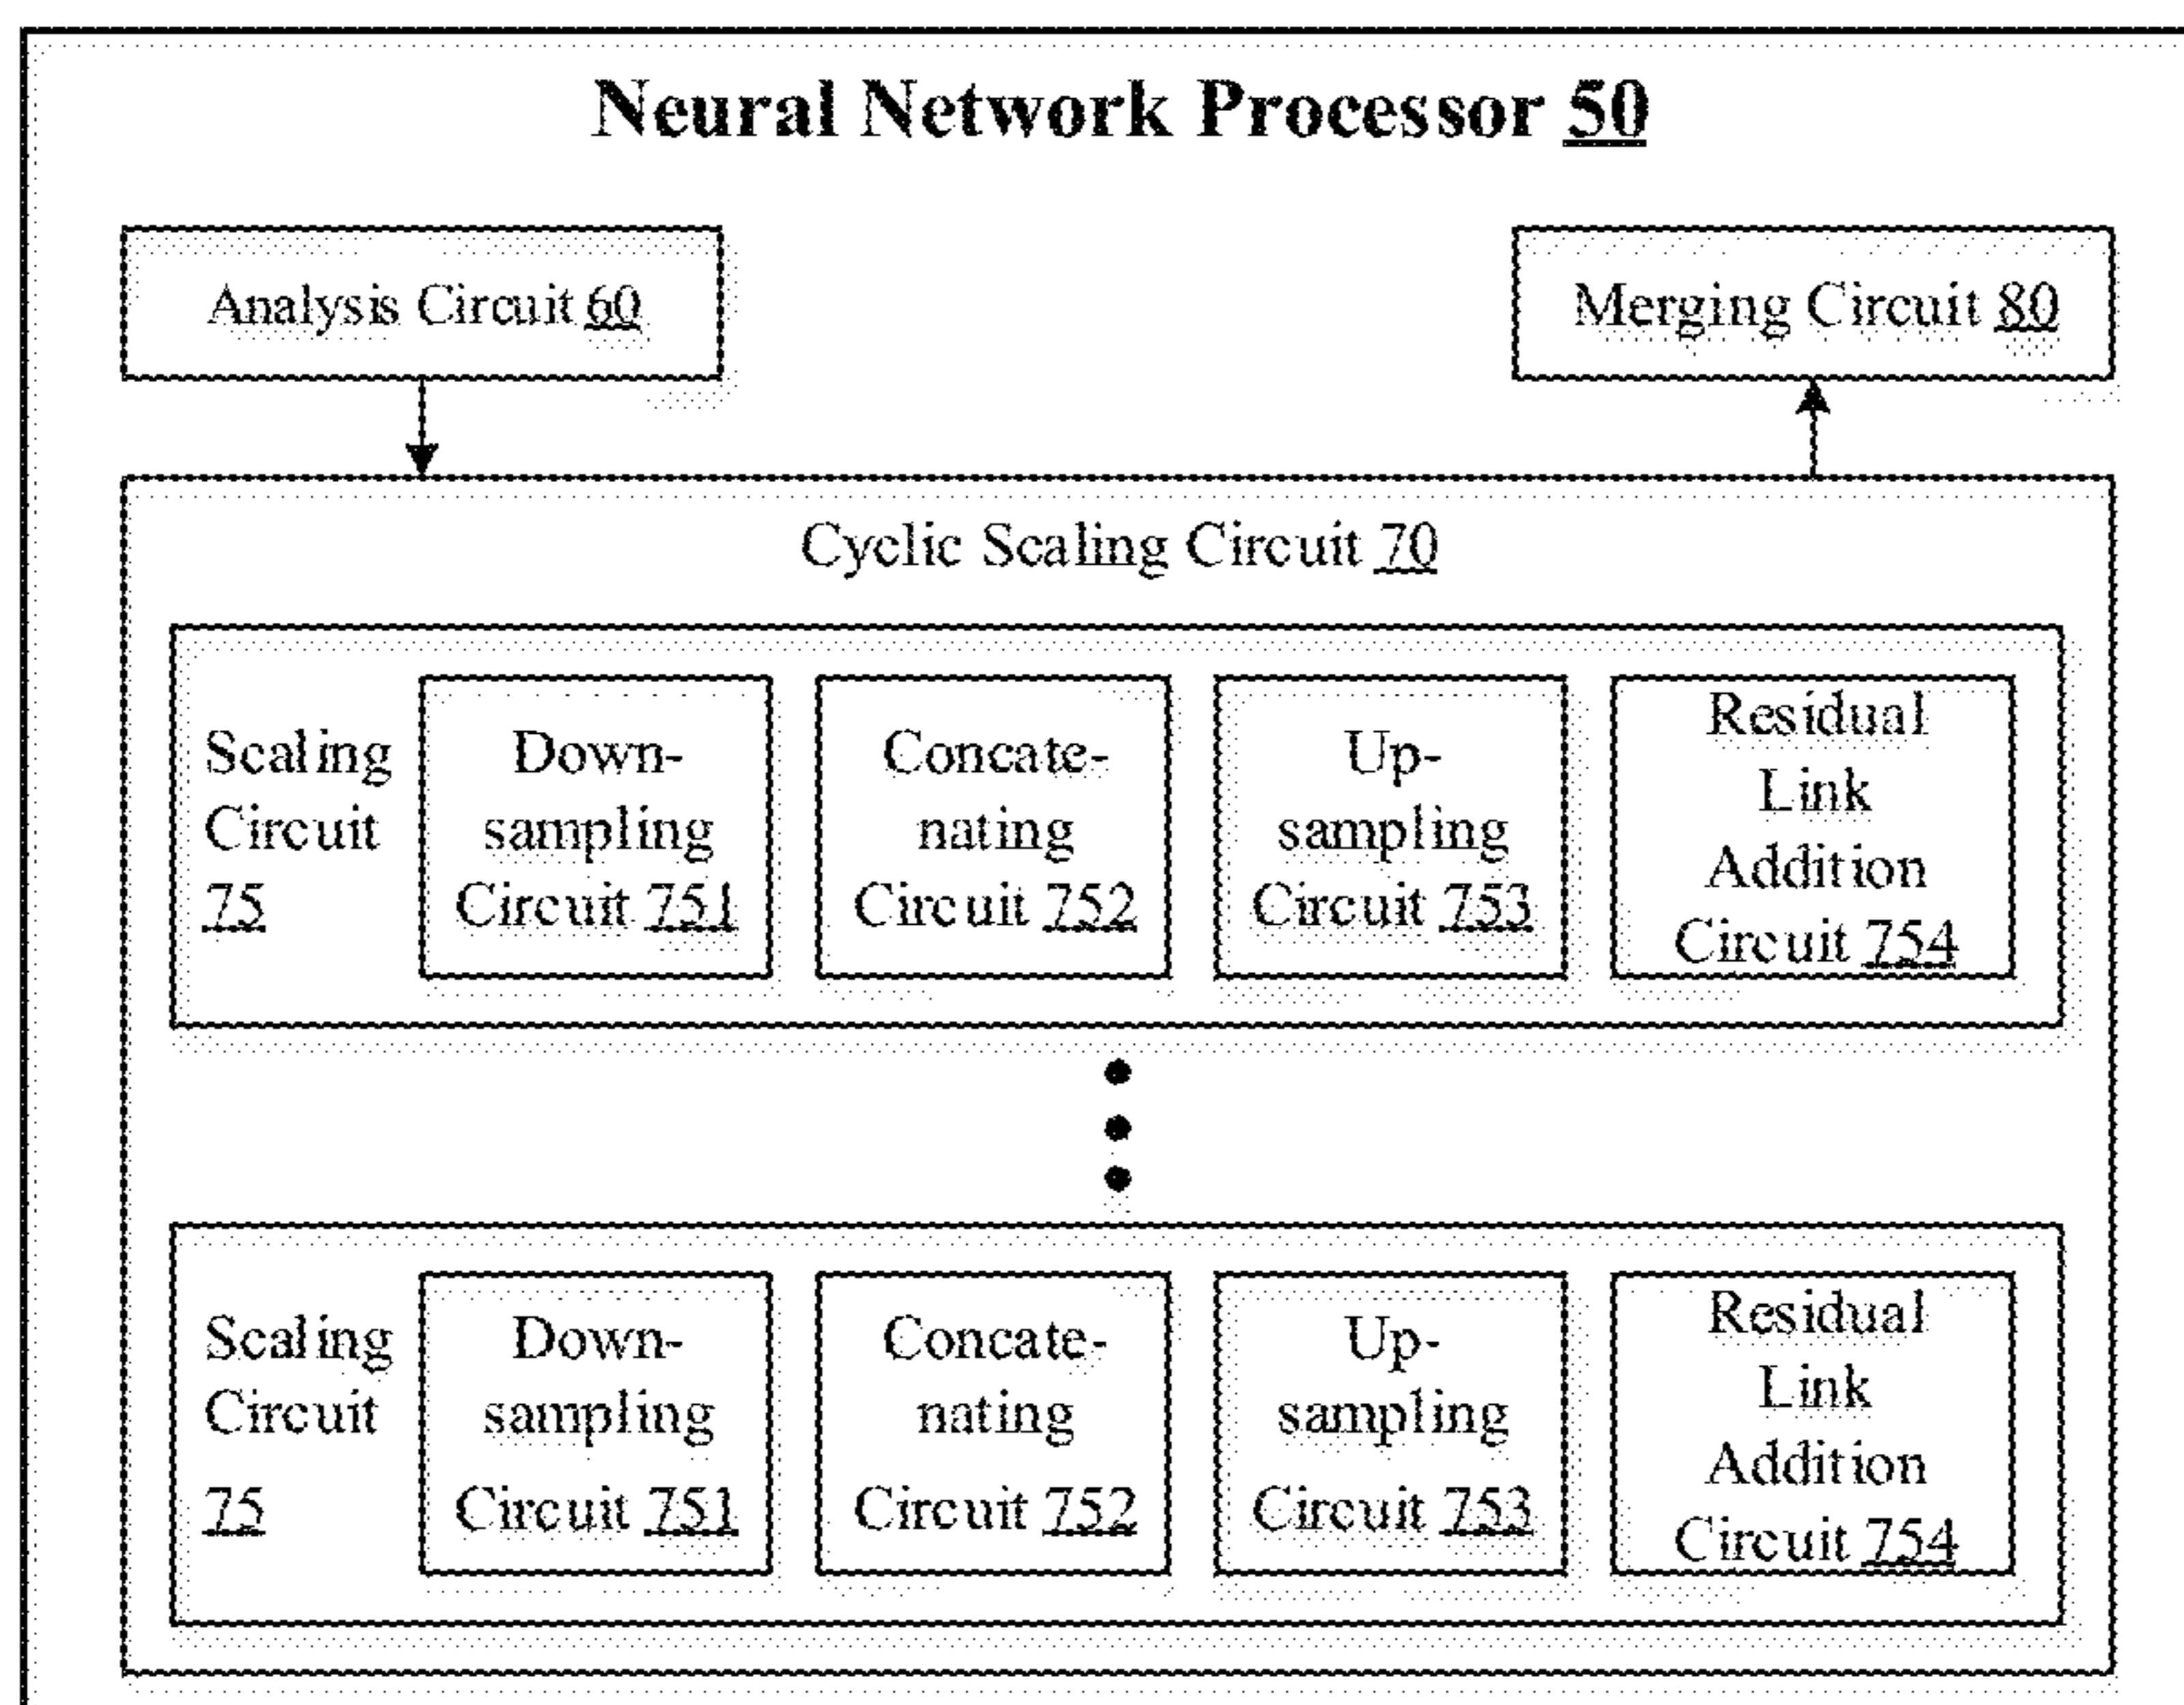 Neural Network Processor 50
Analysis Circuit 60
Merging Circuit 80
Cyclic Scaling Circuit 70
Scaling
Circuit
75
Down-
sampling
Circuit 751
Concate-
nating
Circuit 752
Up-
sampling
Circuit 753
Residual
Link
Addition
Circuit 754
Scaling
Circuit
75
Down-
sampling
Circuit 751
Concate-
nating
Circuit 752
Up-
sampling
Circuit 753
Residual
Link
Addition
Circuit 754